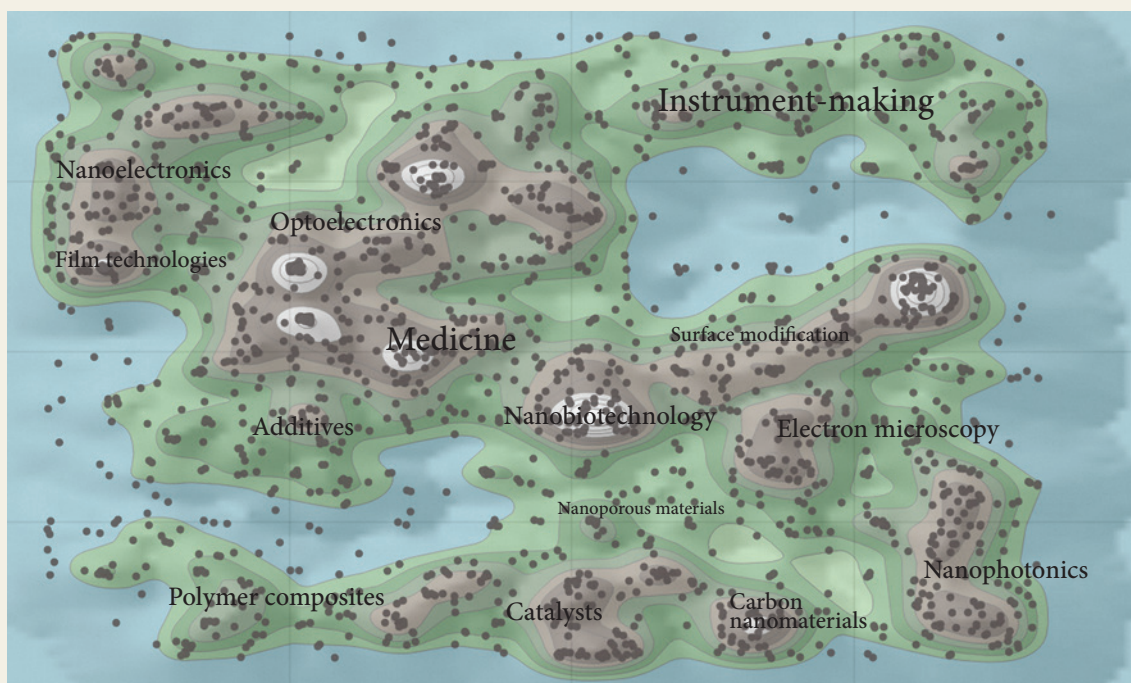 Instrument-making
Nanoelectronics
Optoelectronics
Film technologies
Medicine
Surface modification
Nanobiotechnology
Additives
Electron microscopy
Nanoporous materials
Nanophotonics
Polymer composites
Catalysts
Carbon
nanomaterials